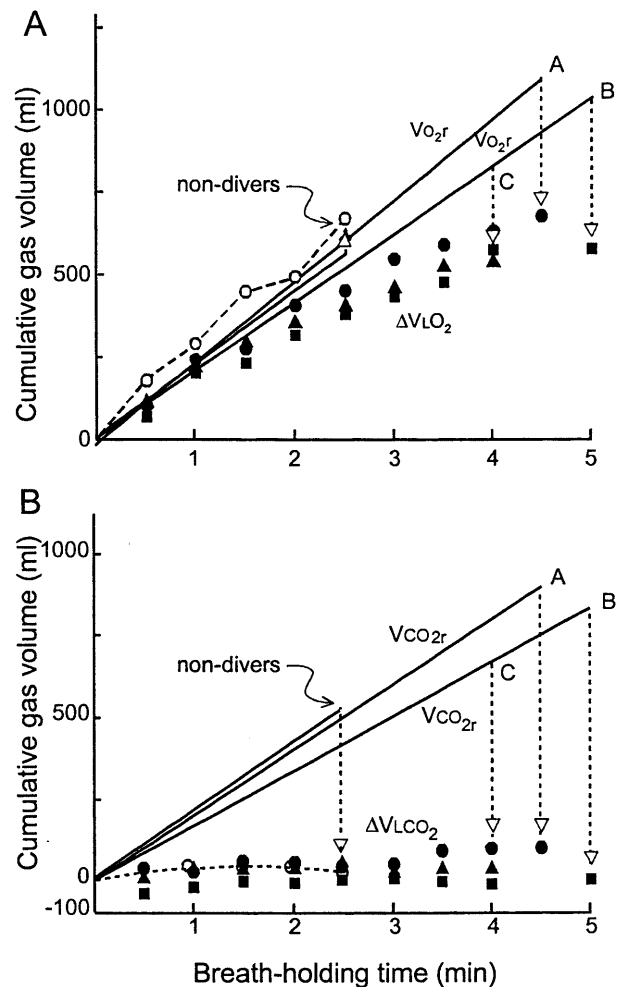 A
Cumulative gas volume (ml)
1000
500
0
non-divers
VO₂r
VO₂r
A
B
C
ΔVLO₂
1
2
3
4
5
B
Cumulative gas volume (ml)
1000
500
0
-100
non-divers
VCO₂r
VCO₂r
A
B
C
ΔVLCO₂
1
2
3
4
5
Breath-holding time (min)